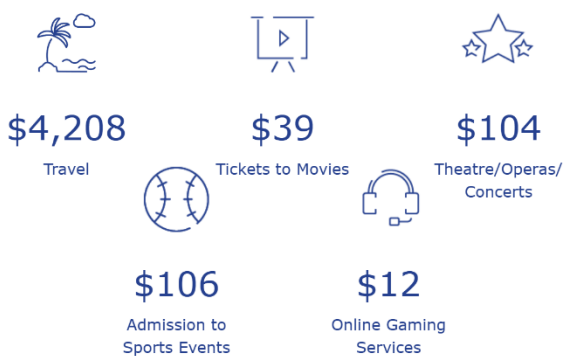 $4,208
Travel
$39
Tickets to Movies
$104
Theatre/Operas/
Concerts
$106
Admission to
Sports Events
$12
Online Gaming
Services